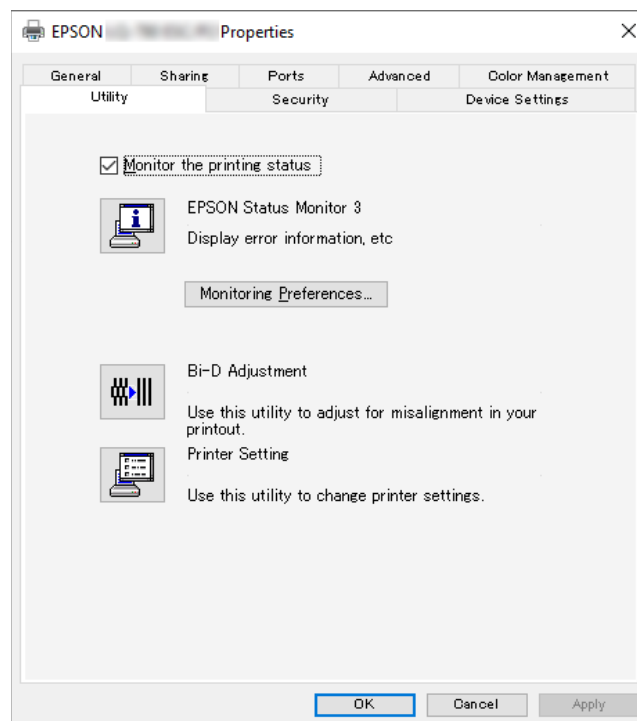 EPSON Properties
General Sharing Ports Advanced Color Management
Utility Security Device Settings
Monitor the printing status
EPSON Status Monitor 3
Display error information, etc
Monitoring Preferences...
Bi-D Adjustment
Use this utility to adjust for misalignment in your
printout.
Printer Setting
Use this utility to change printer settings.
OK Cancel Apply